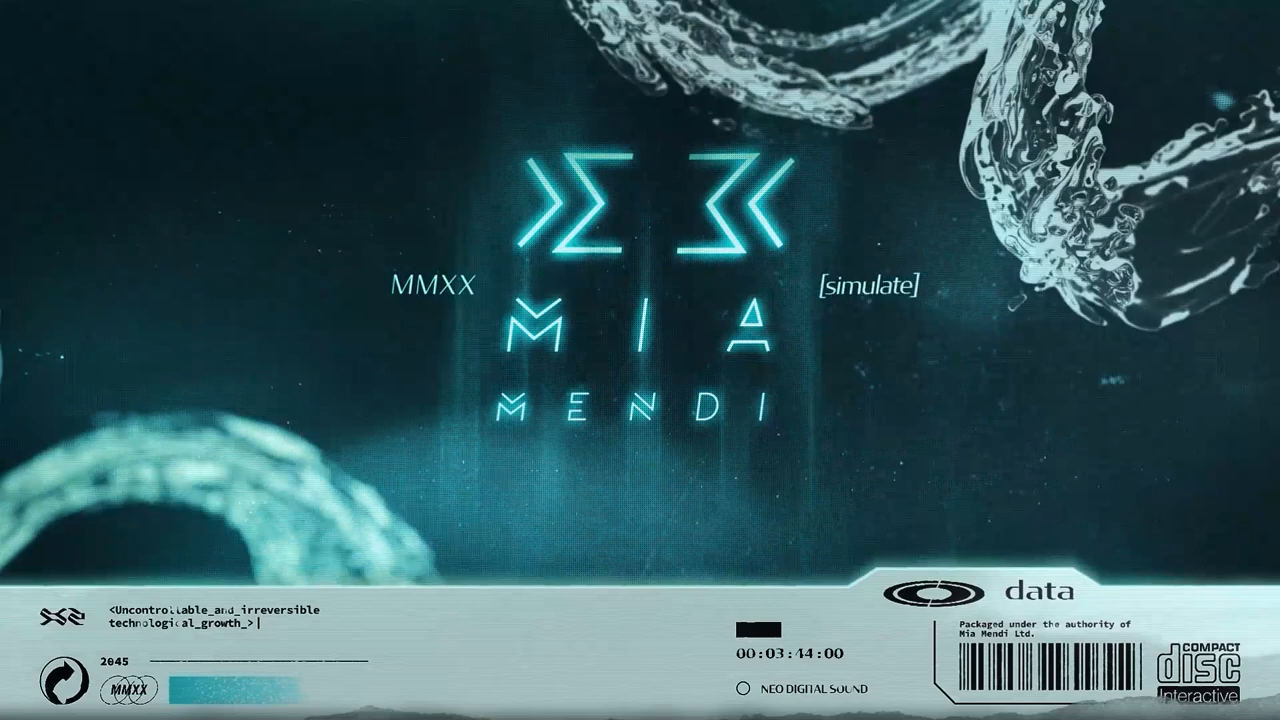 MMXX
[simulate]
MIA
MENDI
data
<Uncontrollable_and_irreversible
technological_growth_>|
Packaged under the authority of
Mia Mendi Ltd.
00:03:44:00
2045
MMXX
NEO DIGITAL SOUND
COMPACT
disc
Interactive